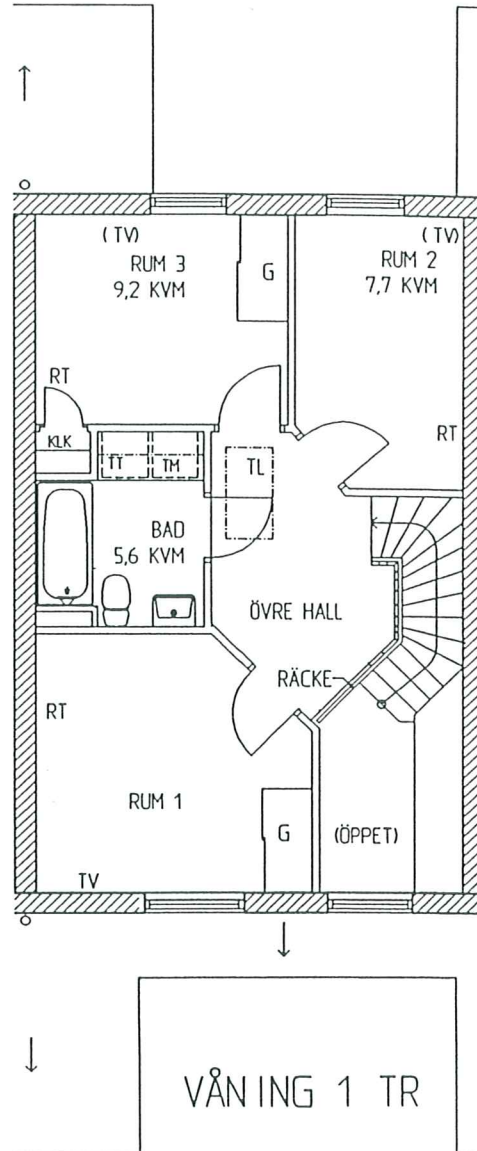 ( TV)
RUM 3
9,2 KVM
G
( TV)
RUM 2
7,7 KVM
RT
KLK
TT
TM
TL
RT
BAD
5,6 KVM
ÖVRE HALL
RÄCKE
RT
RUM 1
G
(ÖPPET)
TV
VÅNING 1 TR